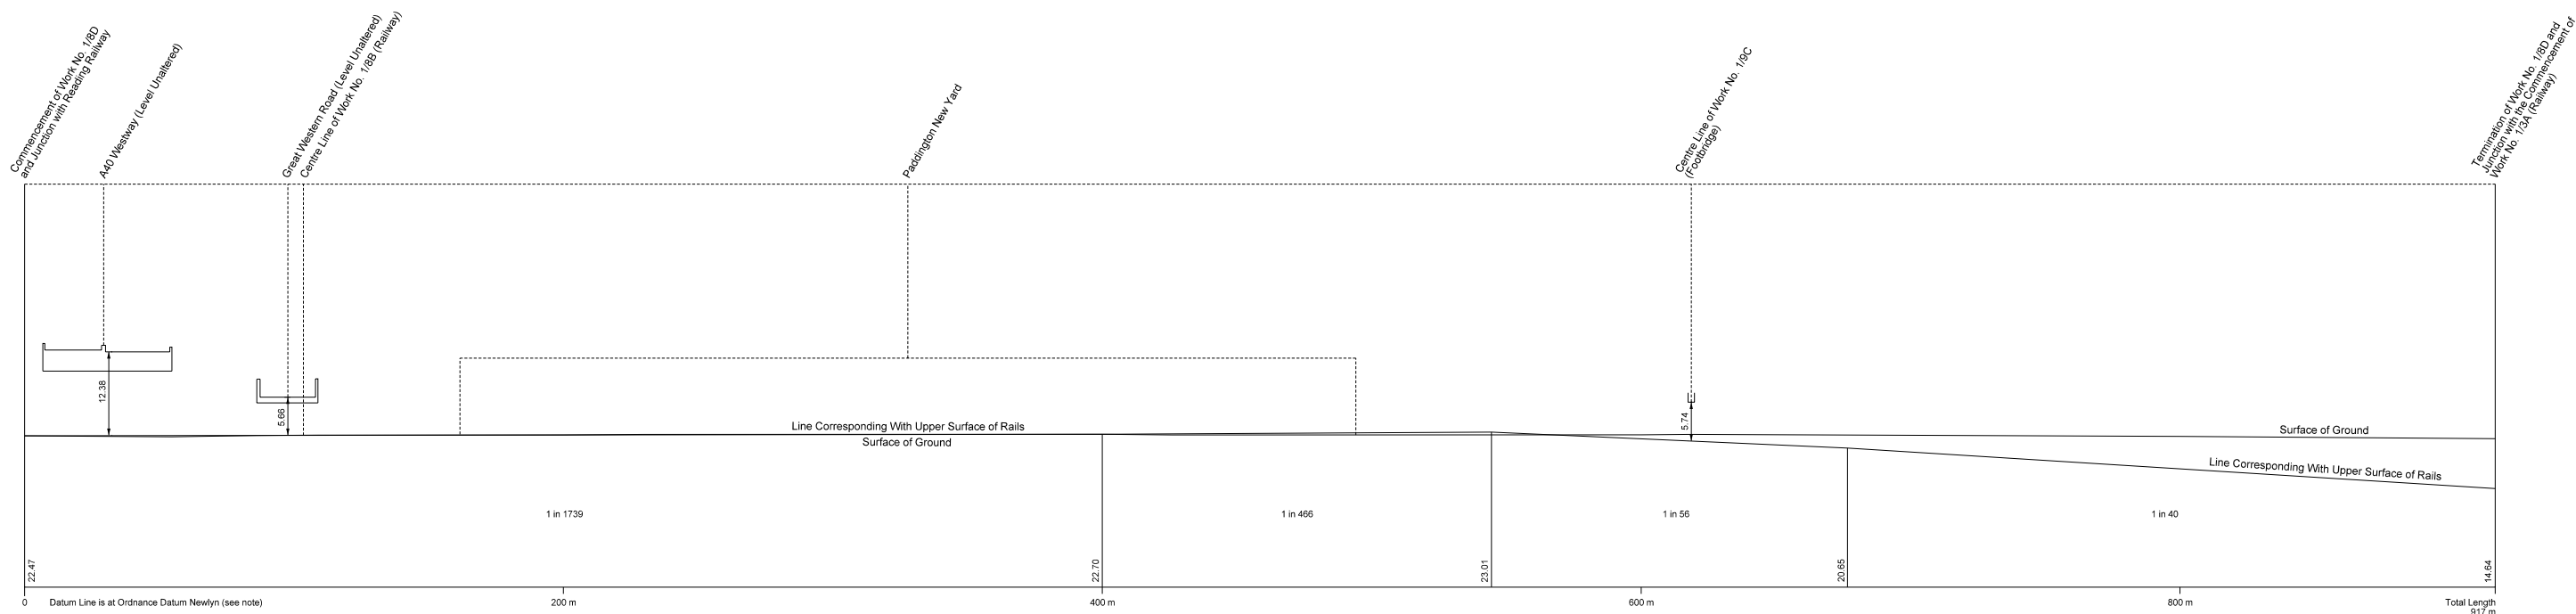 Commencement of Work No. 1/8D
and Junction with Reading Railway
A40 Westway (Level Unaltered)
Great Western Road (Level Unaltered)
Centre Line of Work No. 1/8B (Railway)
Paddington New Yard
Centre Line of Work No. 1/9C
(Footbridge)
Termination of Work No. 1/8D and
Junction with the Commencement of
Work No. 1/3A (Railway)
12.38
5.66
5.74
Line Corresponding With Upper Surface of Rails
Surface of Ground
Surface of Ground
Line Corresponding With Upper Surface of Rails
1 in 1739
1 in 466
1 in 56
1 in 40
22.47
22.70
23.01
20.65
14.64
0
Datum Line is at Ordnance Datum Newlyn (see note)
200 m
400 m
600 m
800 m
Total Length
917 m